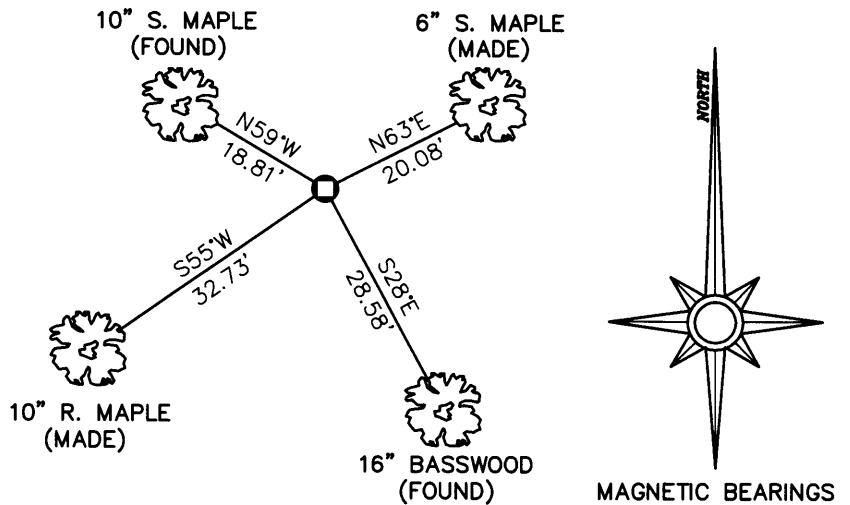 10" S. MAPLE
(FOUND)
6" S. MAPLE
(MADE)
NORTH
N59°W
18.81'
N63°E
20.08'
S55°W
32.73'
S28°E
28.58'
10" R. MAPLE
(MADE)
16" BASSWOOD
(FOUND)
MAGNETIC BEARINGS